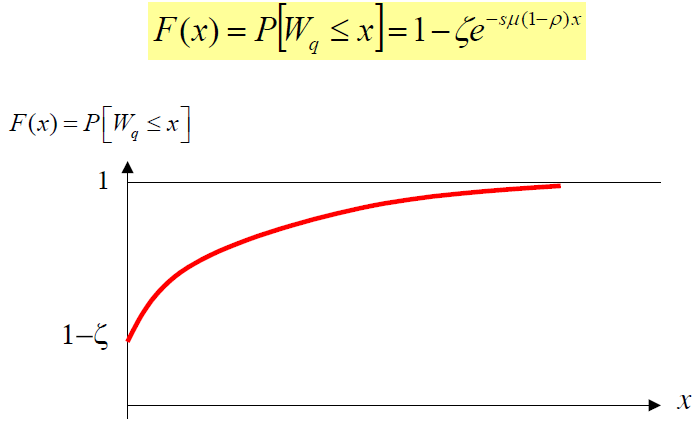 F(x) = P[W_q ≤ x] = 1 − ζe^{−sμ(1−ρ)x}
F(x) = P[W_q ≤ x]
1
1−ζ
x